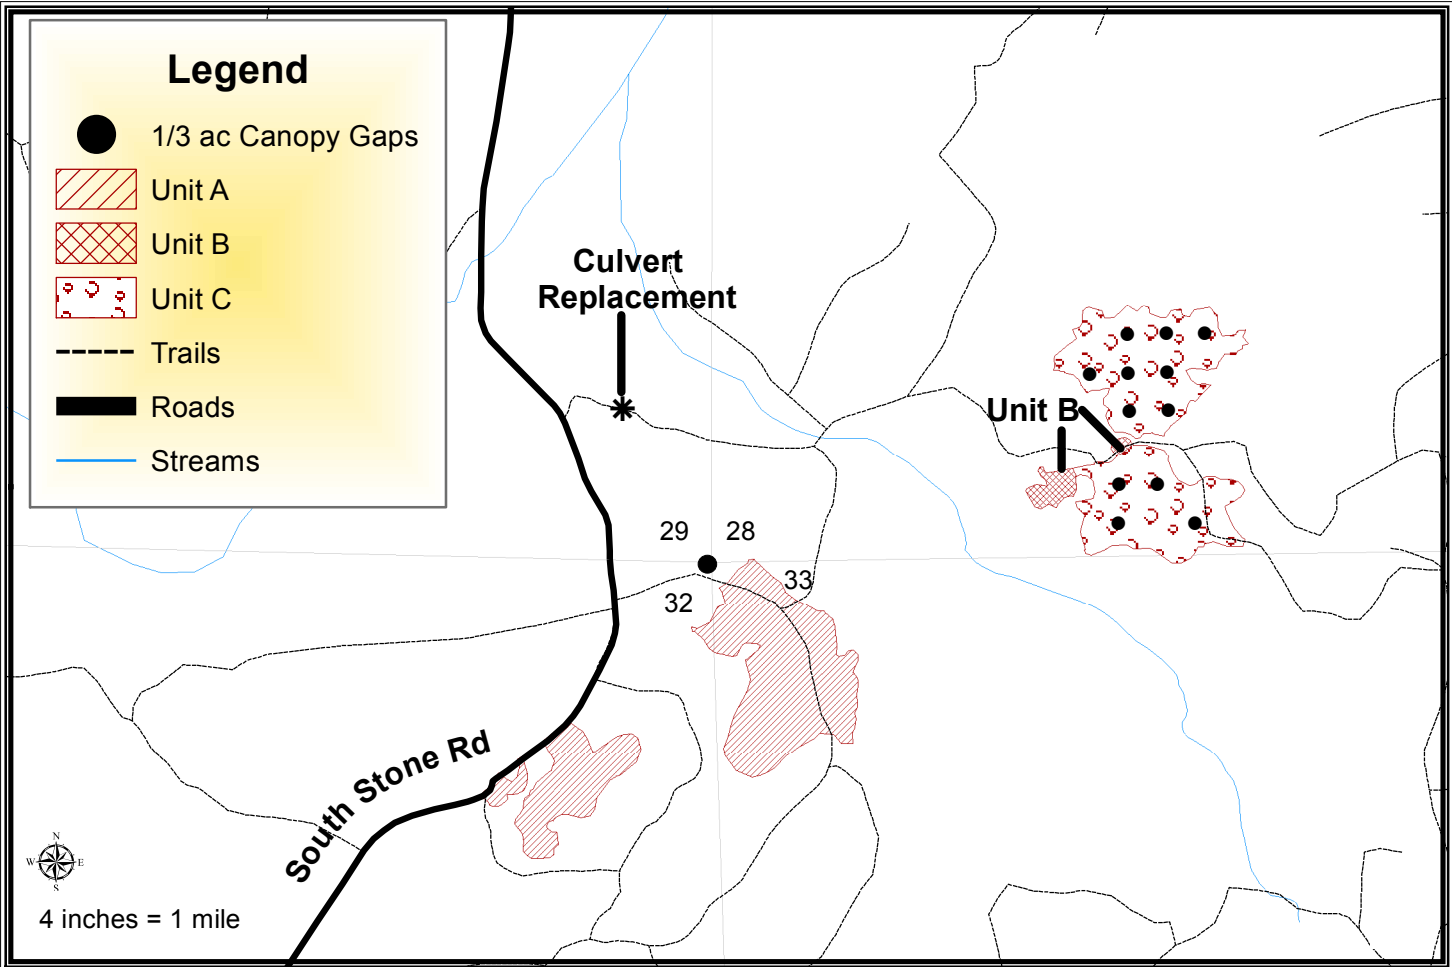 Legend
1/3 ac Canopy Gaps
Unit A
Unit B
Unit C
Trails
Roads
Streams
Culvert
Replacement
Unit B
29 28
32 33
South Stone Rd
N
W E
S
4 inches = 1 mile